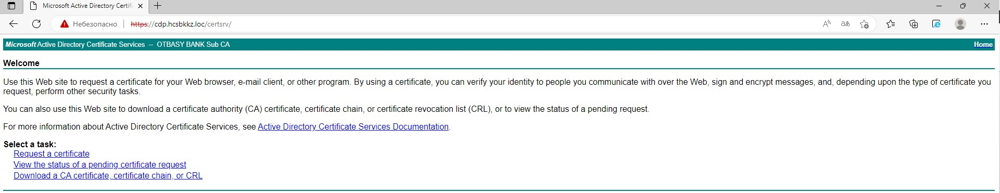 Microsoft Active Directory Certifi
Небезопасно
https://cdp.hcsbkkz.loc/certsrv/
Microsoft Active Directory Certificate Services -- OTBASY BANK Sub CA
Home
Welcome
Use this Web site to request a certificate for your Web browser, e-mail client, or other program. By using a certificate, you can verify your identity to people you communicate with over the Web, sign and encrypt messages, and, depending upon the type of certificate you
request, perform other security tasks.
You can also use this Web site to download a certificate authority (CA) certificate, certificate chain, or certificate revocation list (CRL), or to view the status of a pending request.
For more information about Active Directory Certificate Services, see Active Directory Certificate Services Documentation.
Select a task:
Request a certificate
View the status of a pending certificate request
Download a CA certificate, certificate chain, or CRL